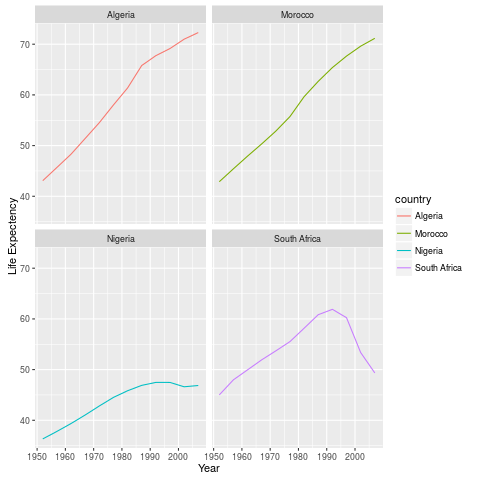 Algeria Morocco
70
60
50
40
Nigeria South Africa
70
60
50
40
1950 1960 1970 1980 1990 2000 1950 1960 1970 1980 1990 2000
Year
Life Expectency
country
Algeria
Morocco
Nigeria
South Africa